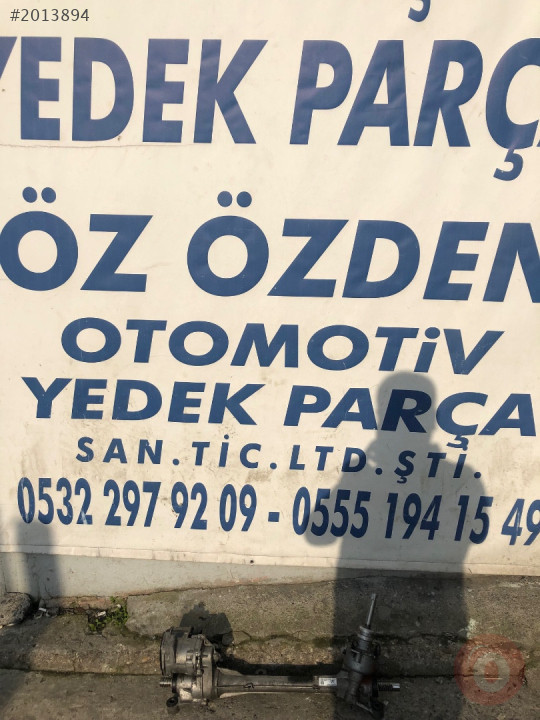 #2013894
YEDEK PARÇA
ÖZ ÖZDEN
OTOMOTİV
YEDEK PARÇA
SAN.TİC.LTD.ŞTİ.
0532 297 92 09 - 0555 194 15 49